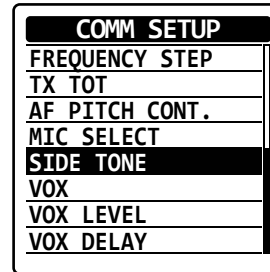 COMM SETUP
FREQUENCY STEP
TX TOT
AF PITCH CONT.
MIC SELECT
SIDE TONE
VOX
VOX LEVEL
VOX DELAY